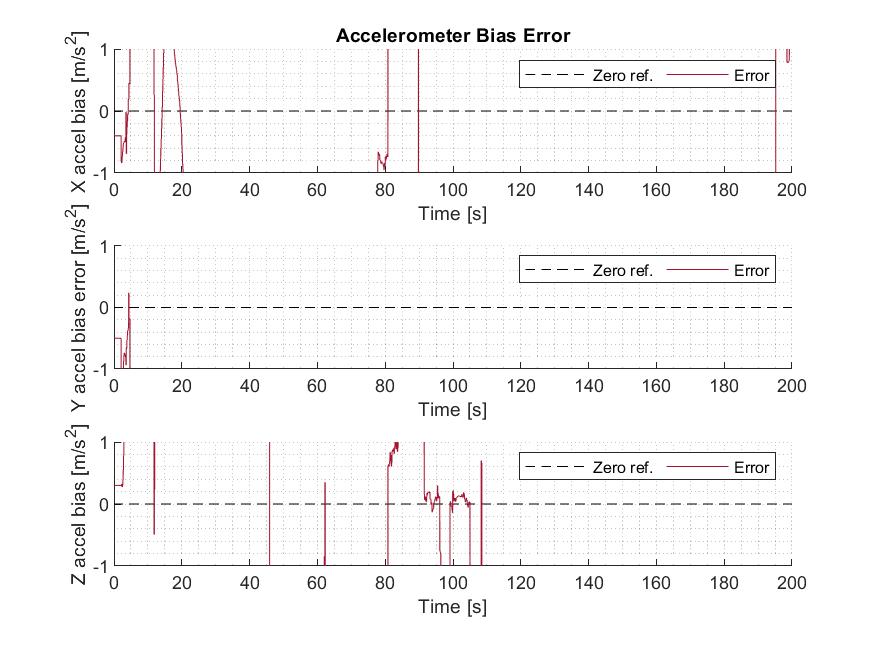 Accelerometer Bias Error
X accel bias [m/s²]
1
0
-1
Zero ref. Error
0 20 40 60 80 100 120 140 160 180 200
Time [s]
Y accel bias error [m/s²]
1
0
-1
Zero ref. Error
0 20 40 60 80 100 120 140 160 180 200
Time [s]
Z accel bias [m/s²]
1
0
-1
Zero ref. Error
0 20 40 60 80 100 120 140 160 180 200
Time [s]